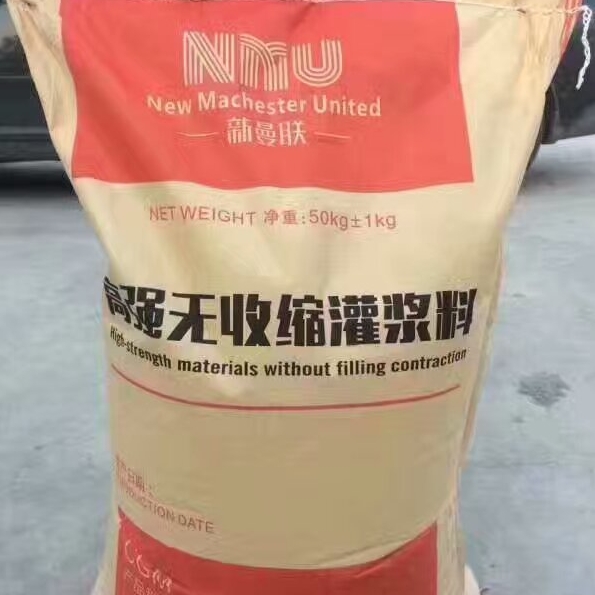 NMU
New Machester United
新曼联
NET WEIGHT 净重:50kg±1kg
高强无收缩灌浆料
High-strength materials without filling contraction
PRODUCTION DATE
CGM